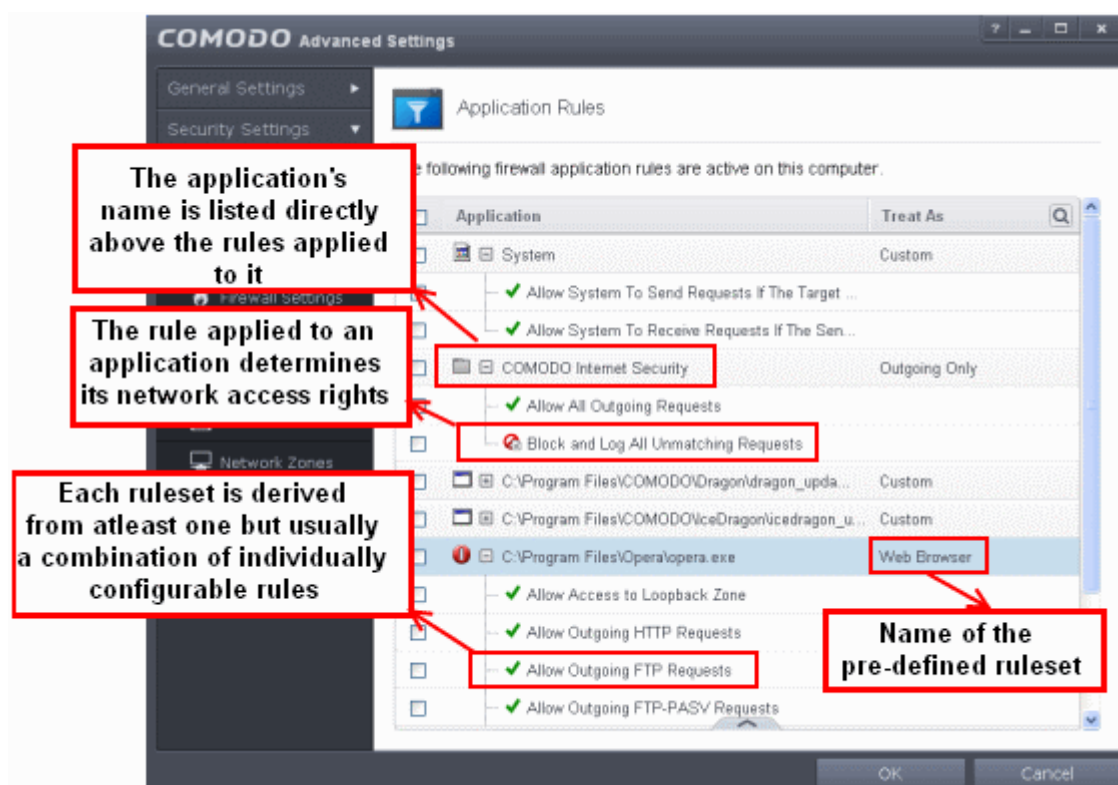 COMODO Advanced Settings
General Settings
Security Settings
Application Rules
following firewall application rules are active on this computer.
The application's
name is listed directly
above the rules applied
to it
Application
Treat As
System
Custom
Allow System To Send Requests If The Target ...
Firewall Settings
Allow System To Receive Requests If The Sen...
The rule applied to an
application determines
its network access rights
COMODO Internet Security
Outgoing Only
Allow All Outgoing Requests
Block and Log All Unmatching Requests
Network Zones
C:\Program Files\COMODO\Dragon\dragon_upda...
Custom
Each ruleset is derived
from atleast one but usually
a combination of individually
configurable rules
C:\Program Files\COMODO\IceDragon\icedragon_u...
Custom
C:\Program Files\Opera\opera.exe
Web Browser
Allow Access to Loopback Zone
Allow Outgoing HTTP Requests
Name of the
pre-defined ruleset
Allow Outgoing FTP Requests
Allow Outgoing FTP-PASV Requests
OK
Cancel